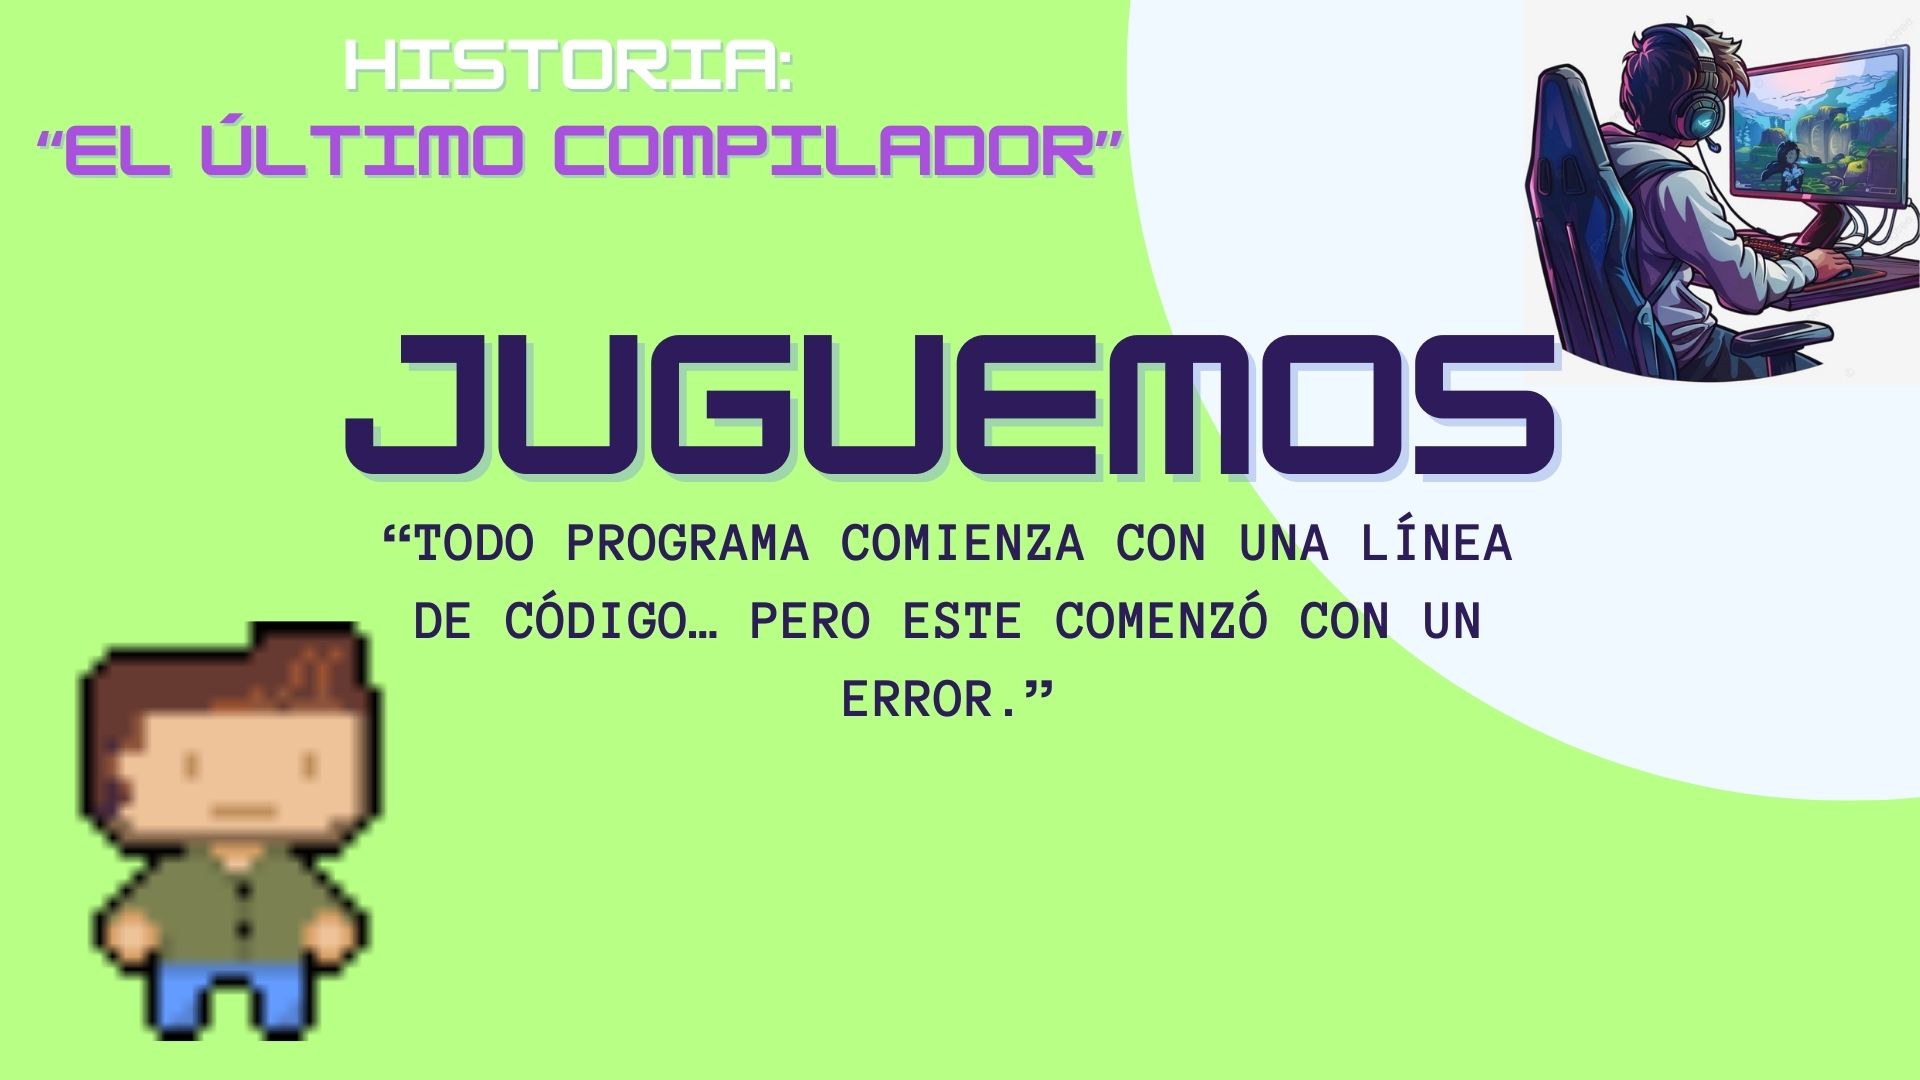 HISTORIA:
“EL ÚLTIMO COMPILADOR”
JUGUEMOS
“TODO PROGRAMA COMIENZA CON UNA LÍNEA
DE CÓDIGO… PERO ESTE COMENZÓ CON UN
ERROR.”